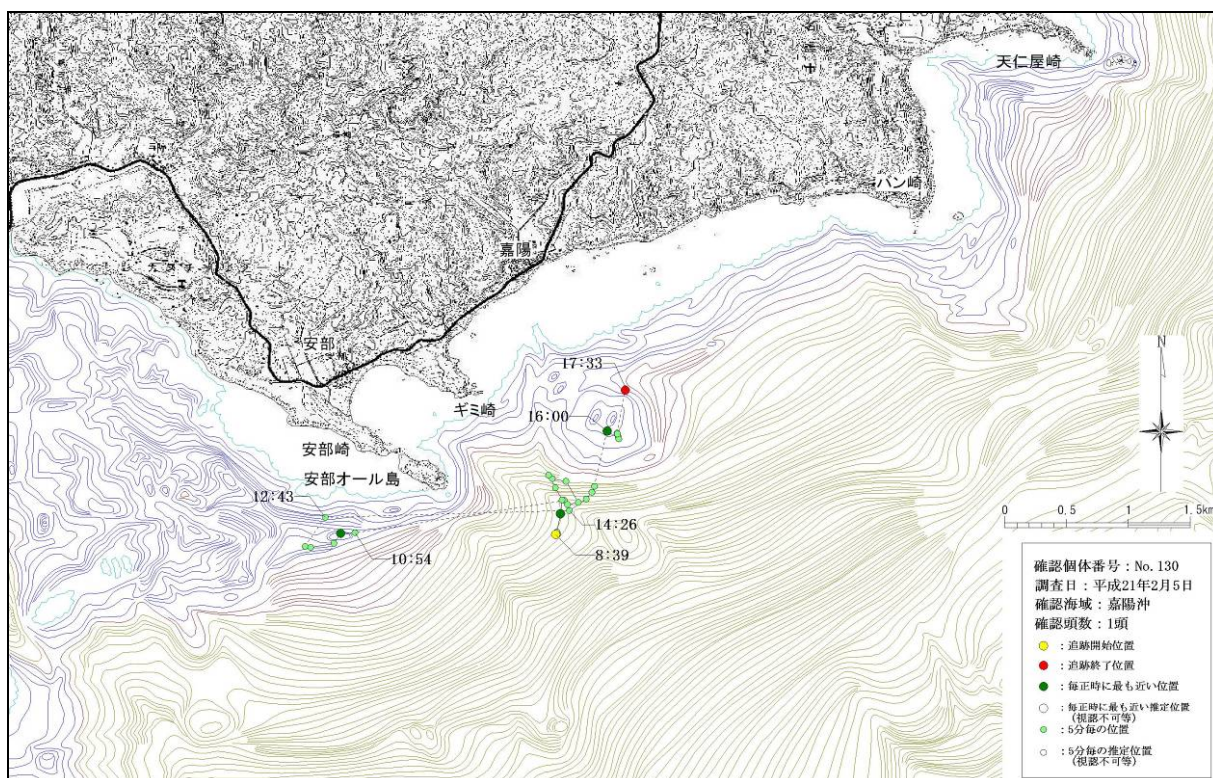 天仁屋崎
バン崎
嘉陽
17:33
安部
16:00
ギミ崎
安部崎
安部オール島
12:43
14:26
10:54
8:39
N
0 0.5 1 1.5km
確認個体番号：No.130
調査日：平成21年2月5日
確認海域：嘉陽沖
確認頭数：1頭
：追跡開始位置
：追跡終了位置
：毎正時に最も近い位置
：毎正時に最も近い推定位置
(視認不可等)
：5分毎の位置
：5分毎の推定位置
(視認不可等)